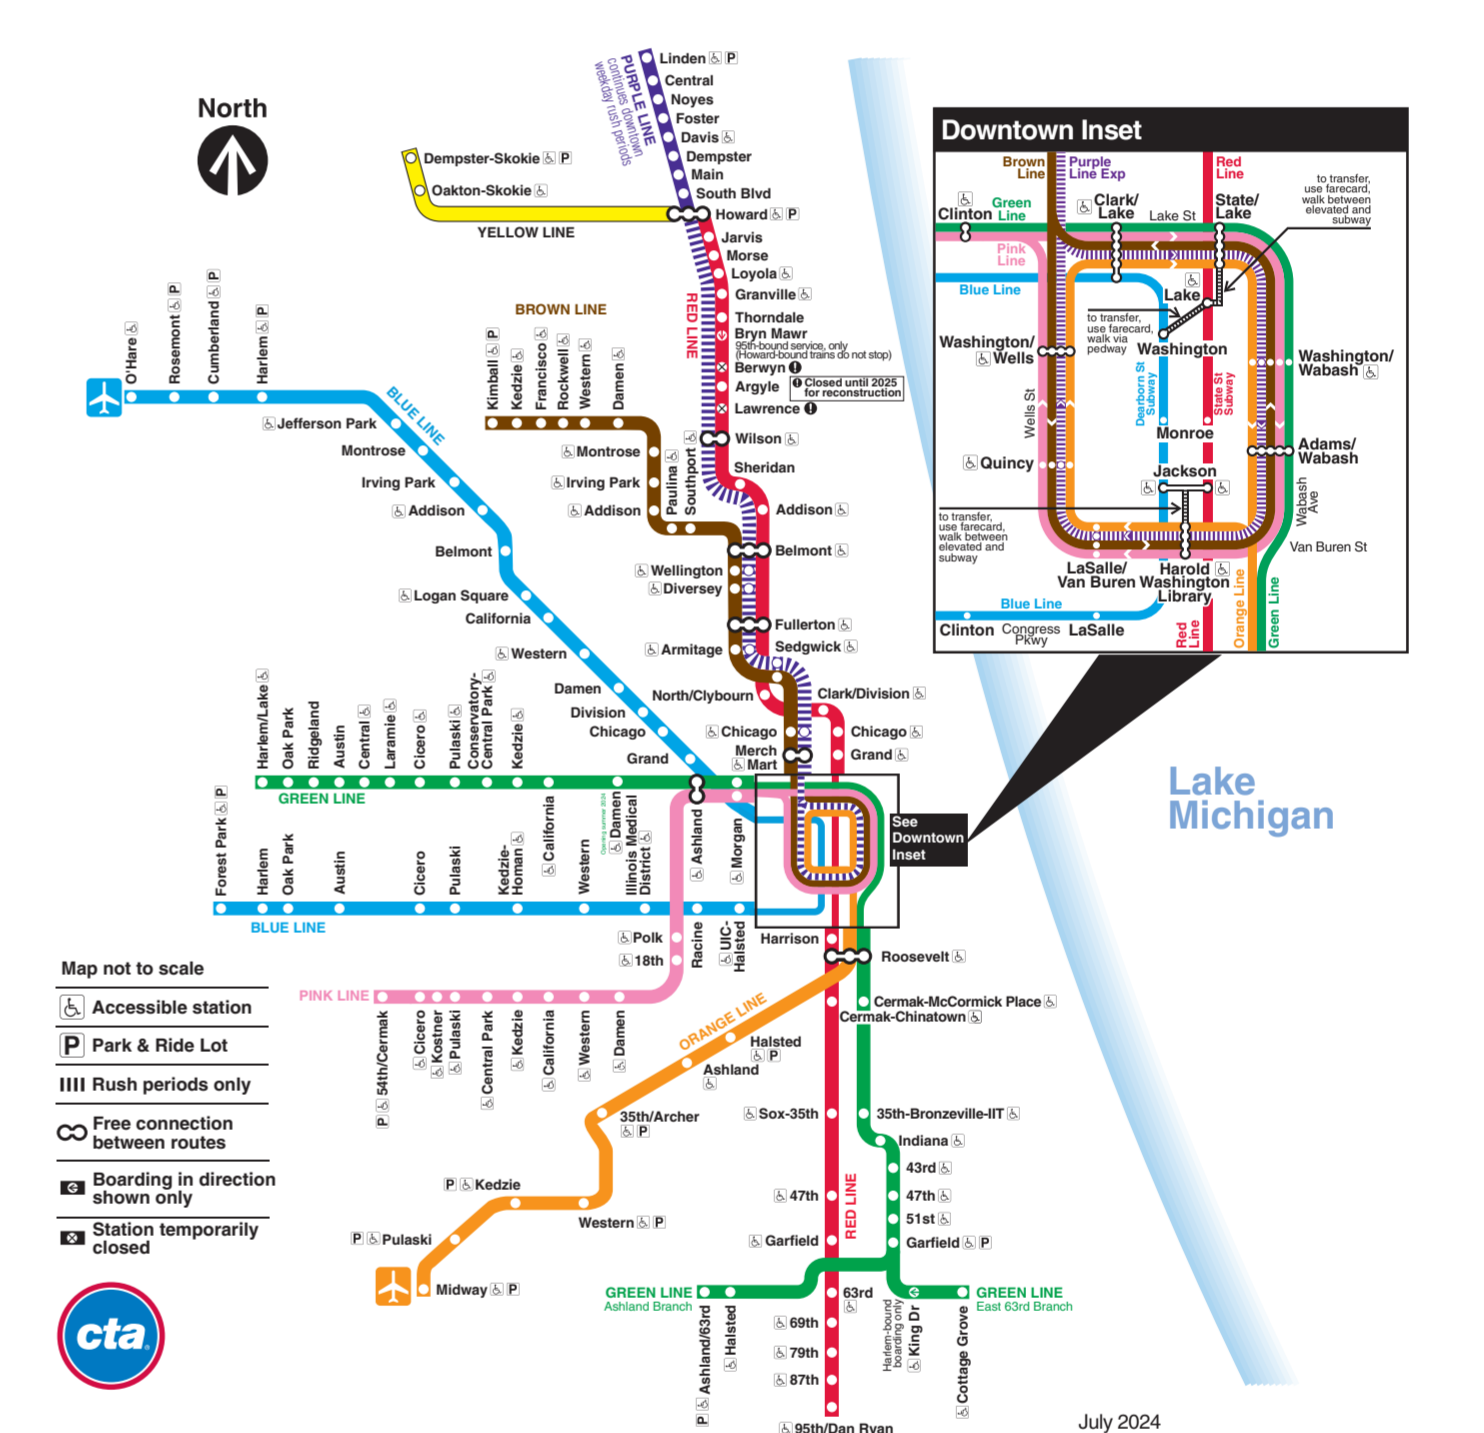 North
PURPLE LINE
continues downtown
weekday rush periods
Linden P
Central
Noyes
Foster
Davis
Dempster
Main
South Blvd
Howard P
Dempster-Skokie P
Oakton-Skokie
YELLOW LINE
Jarvis
Morse
Loyola
Granville
Thorndale
Bryn Mawr
95th-bound service, only
(Howard-bound trains do not stop)
Berwyn !
Argyle
! Closed until 2025
for reconstruction
Lawrence !
Wilson
Sheridan
Addison
Belmont
Fullerton
Sedgwick
RED LINE
BROWN LINE
Kimball P
Kedzie
Francisco
Rockwell
Western
Damen
Montrose
Irving Park
Addison
Paulina
Southport
Wellington
Diversey
Armitage
North/Clybourn
Clark/Division
Chicago
Chicago
Merch
Mart
Grand
O'Hare
Rosemont P
Cumberland P
Harlem P
BLUE LINE
Jefferson Park
Montrose
Irving Park
Addison
Belmont
Logan Square
California
Western
Damen
Division
Chicago
Grand
Harlem/Lake
Oak Park
Ridgeland
Austin
Central
Laramie
Cicero
Pulaski
Conservatory-
Central Park
Kedzie
GREEN LINE
California
Opening summer 2024
Damen
Ashland
Morgan
Forest Park P
Harlem
Oak Park
Austin
Cicero
Pulaski
Kedzie-
Homan
Western
Illinois Medical
District
Racine
UIC-
Halsted
BLUE LINE
See
Downtown
Inset
Polk
18th
PINK LINE
P 54th/Cermak
Cicero
Kostner
Pulaski
Central Park
Kedzie
California
Western
Damen
Harrison
Roosevelt
Cermak-McCormick Place
Cermak-Chinatown
ORANGE LINE
Halsted
P
Ashland
35th/Archer
P
P Kedzie
Western P
P Pulaski
Midway P
Sox-35th
35th-Bronzeville-IIT
Indiana
43rd
47th
47th
51st
Garfield
Garfield P
RED LINE
GREEN LINE
Ashland Branch
63rd
GREEN LINE
East 63rd Branch
P Ashland/63rd
Halsted
Harlem-bound
boarding only
King Dr
Cottage Grove
69th
79th
87th
95th/Dan Ryan
Map not to scale
Accessible station
P Park & Ride Lot
Rush periods only
Free connection
between routes
Boarding in direction
shown only
Station temporarily
closed
cta
Lake
Michigan
July 2024
Downtown Inset
Brown
Line
Purple
Line Exp
Red
Line
to transfer,
use farecard,
walk between
elevated and
subway
Clinton
Green
Line
Clark/
Lake
Lake St
State/
Lake
Pink
Line
Blue Line
Lake
to transfer,
use farecard,
walk via
pedway
Washington/
Wells
Washington
Washington/
Wabash
Dearborn St
Subway
State St
Subway
Wells St
Monroe
Quincy
Adams/
Wabash
Jackson
Wabash
Ave
to transfer,
use farecard,
walk between
elevated and
subway
Van Buren St
LaSalle/
Van Buren
Harold
Washington
Library
Blue Line
Clinton
Congress
Pkwy
LaSalle
Red
Line
Orange Line
Green Line